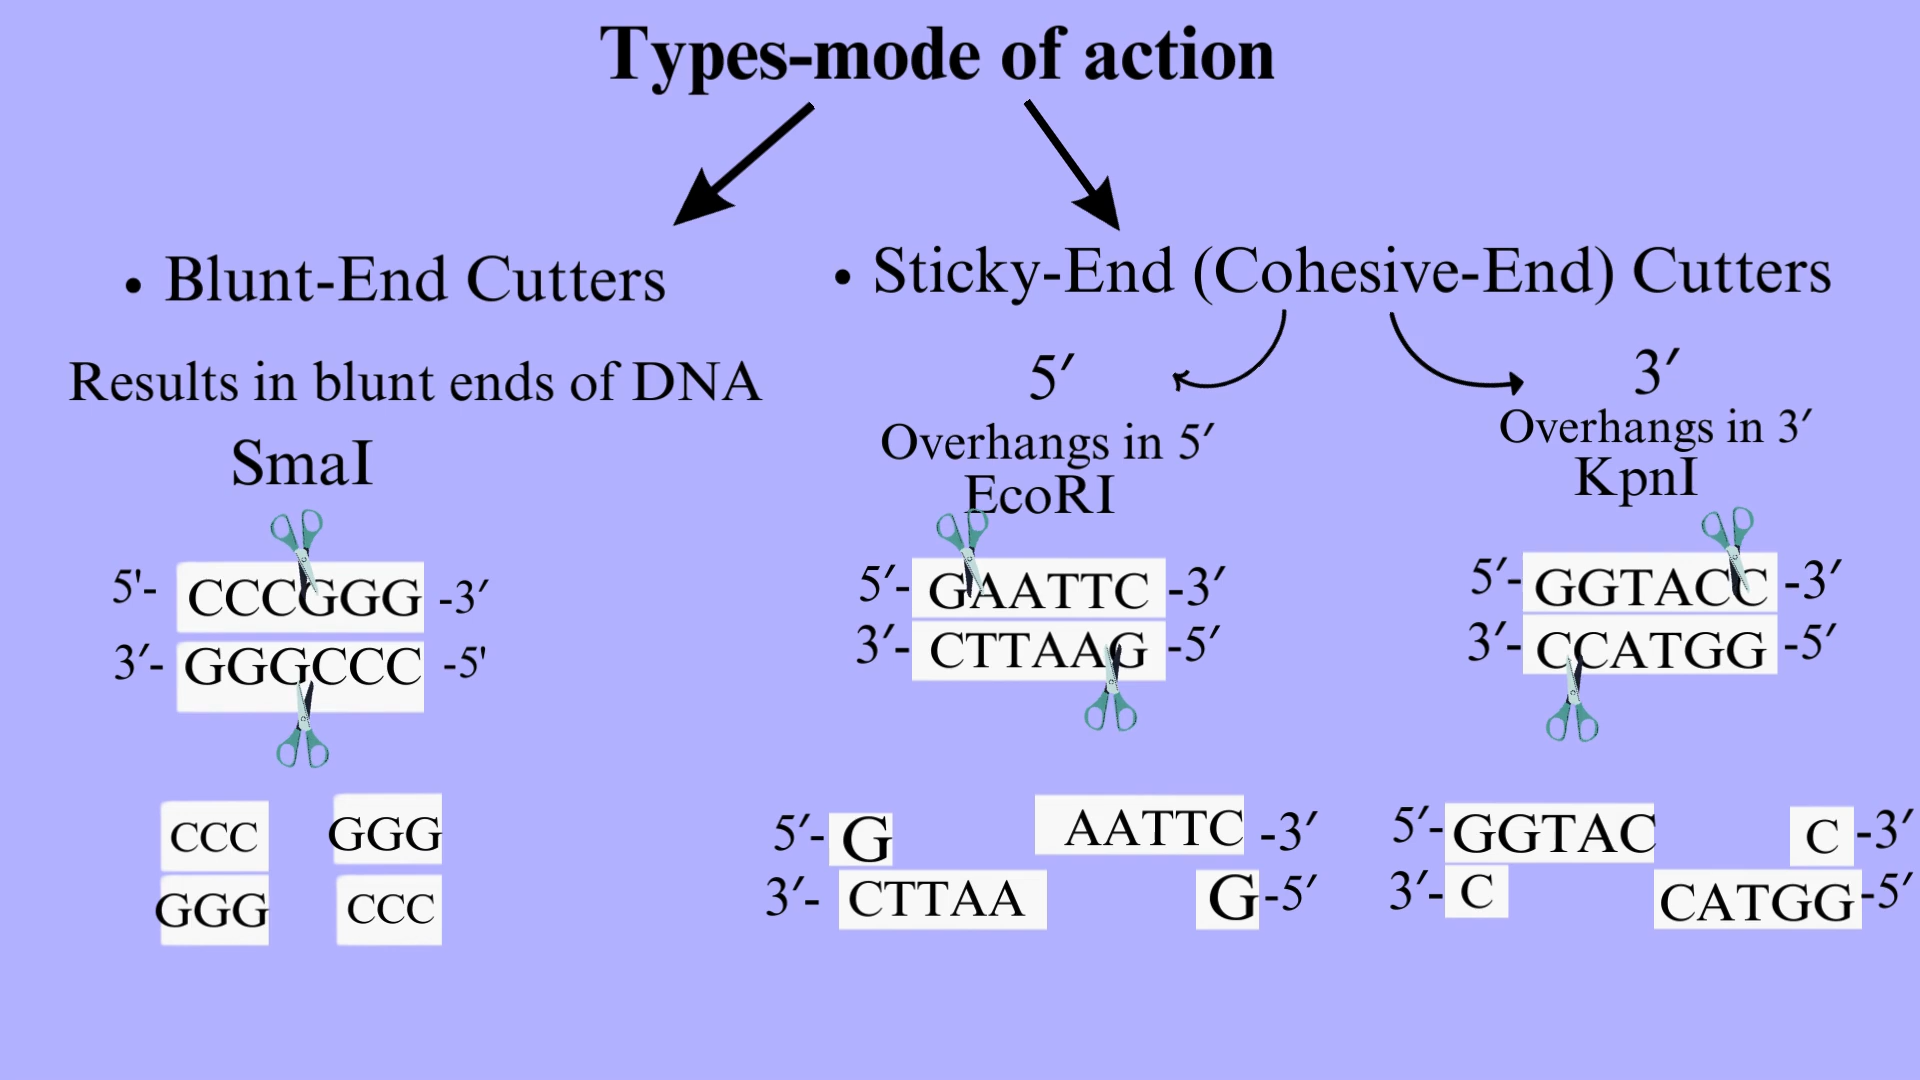 Types-mode of action
• Blunt-End Cutters
Results in blunt ends of DNA
SmaI
5'- CCCGGG -3′
3′- GGGCCC -5'
CCC GGG
GGG CCC
• Sticky-End (Cohesive-End) Cutters
5′
Overhangs in 5′
EcoRI
5′- GAATTC -3′
3′- CTTAAG -5′
5′- G AATTC -3′
3′- CTTAA G -5′
3′
Overhangs in 3′
KpnI
5′- GGTACC -3′
3′- CCATGG -5′
5′- GGTAC C -3′
3′- C CATGG -5′